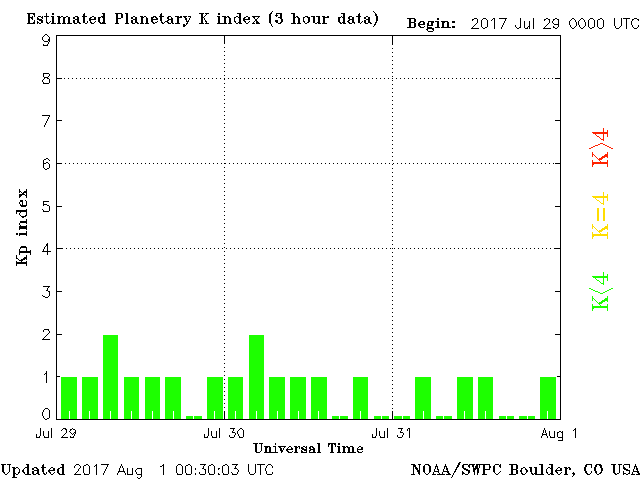 Estimated Planetary K index (3 hour data)
Begin: 2017 Jul 29 0000 UTC
9
8
7
6
5
4
3
2
1
0
Kp index
K>4
K=4
K<4
Jul 29
Jul 30
Jul 31
Aug 1
Universal Time
Updated 2017 Aug 1 00:30:03 UTC
NOAA/SWPC Boulder, CO USA